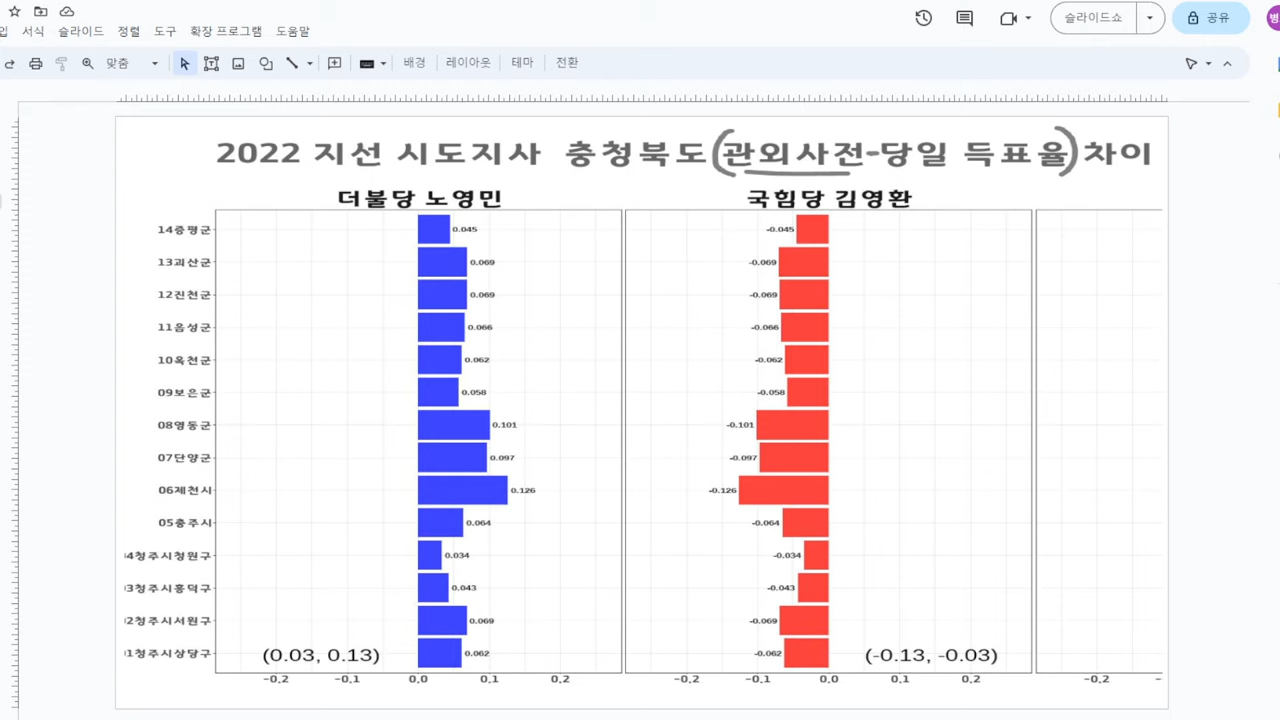 입 서식 슬라이드 정렬 도구 확장 프로그램 도움말
슬라이드쇼
공유
병
맞춤
배경 레이아웃 테마 전환
2022 지선 시도지사 충청북도(관외사전-당일 득표율)차이
더불당 노영민
국힘당 김영환
14증평군 0.045 -0.045
13괴산군 0.069 -0.069
12진천군 0.069 -0.069
11음성군 0.066 -0.066
10옥천군 0.062 -0.062
09보은군 0.058 -0.058
08영동군 0.101 -0.101
07단양군 0.097 -0.097
06제천시 0.126 -0.126
05충주시 0.064 -0.064
4청주시청원구 0.034 -0.034
3청주시흥덕구 0.043 -0.043
2청주시서원구 0.069 -0.069
1청주시상당구 0.062 -0.062
(0.03, 0.13) (-0.13, -0.03)
-0.2 -0.1 0.0 0.1 0.2 -0.2 -0.1 0.0 0.1 0.2 -0.2 -